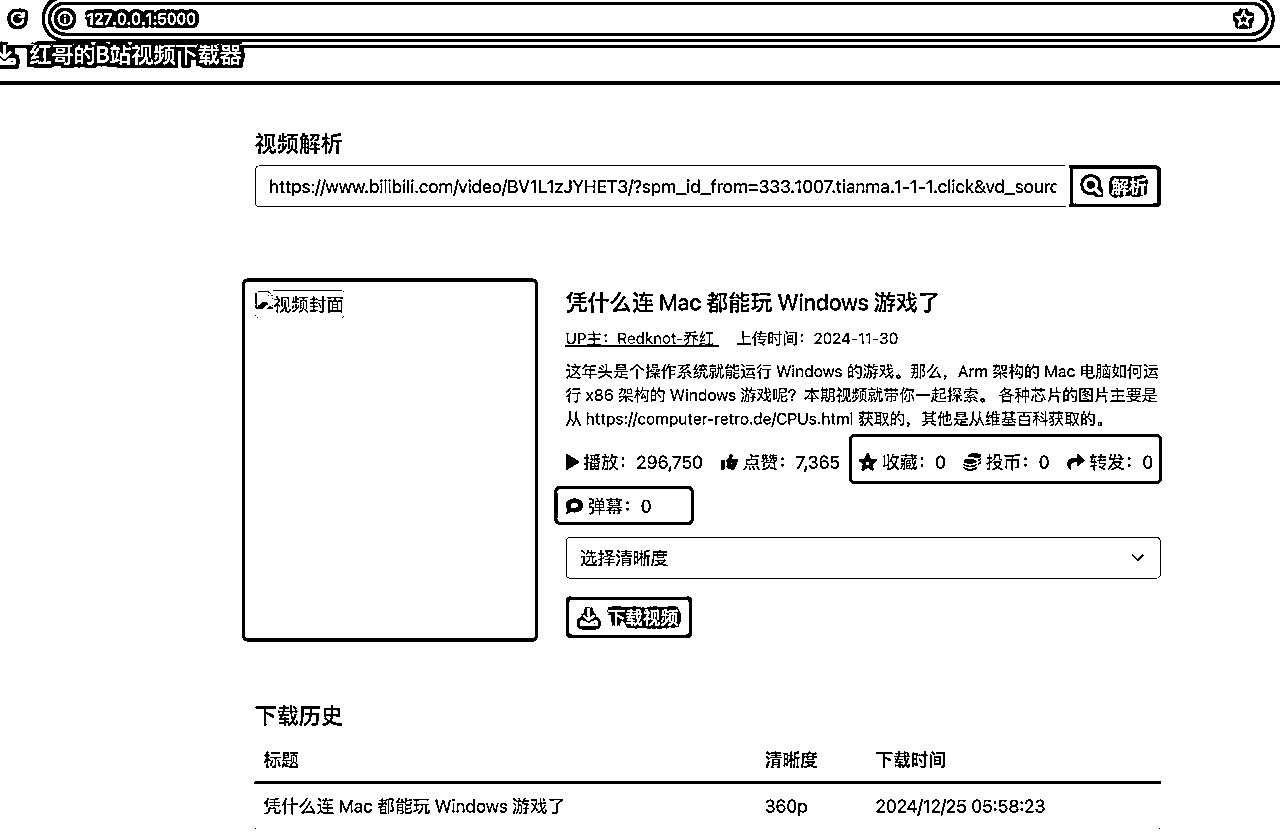 127.0.0.1:5000
红哥的B站视频下载器
视频解析
https://www.bilibili.com/video/BV1L1zJYHET3/?spm_id_from=333.1007.tianma.1-1-1.click&vd_sourc
解析
视频封面
凭什么连 Mac 都能玩 Windows 游戏了
UP主：Redknot-乔红 上传时间：2024-11-30
这年头是个操作系统就能运行 Windows 的游戏。那么，Arm 架构的 Mac 电脑如何运
行 x86 架构的 Windows 游戏呢？本期视频就带你一起探索。 各种芯片的图片主要是
从 https://computer-retro.de/CPUs.html 获取的，其他是从维基百科获取的。
播放：296,750 点赞：7,365 收藏：0 投币：0 转发：0
弹幕：0
选择清晰度
下载视频
下载历史
标题 清晰度 下载时间
凭什么连 Mac 都能玩 Windows 游戏了 360p 2024/12/25 05:58:23